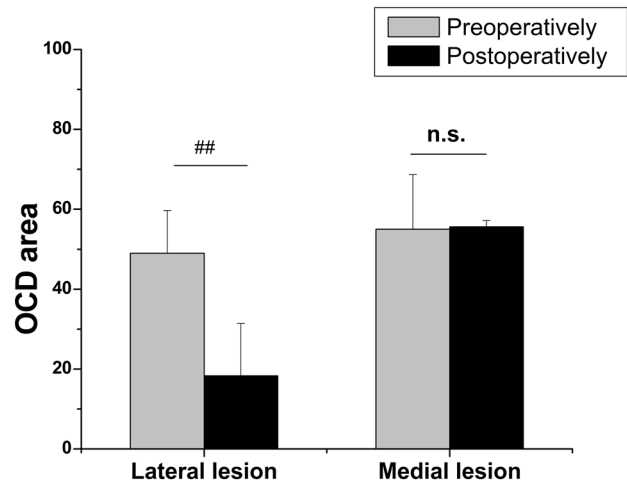 Preoperatively
Postoperatively
100
80
60
40
20
0
OCD area
##
n.s.
Lateral lesion
Medial lesion